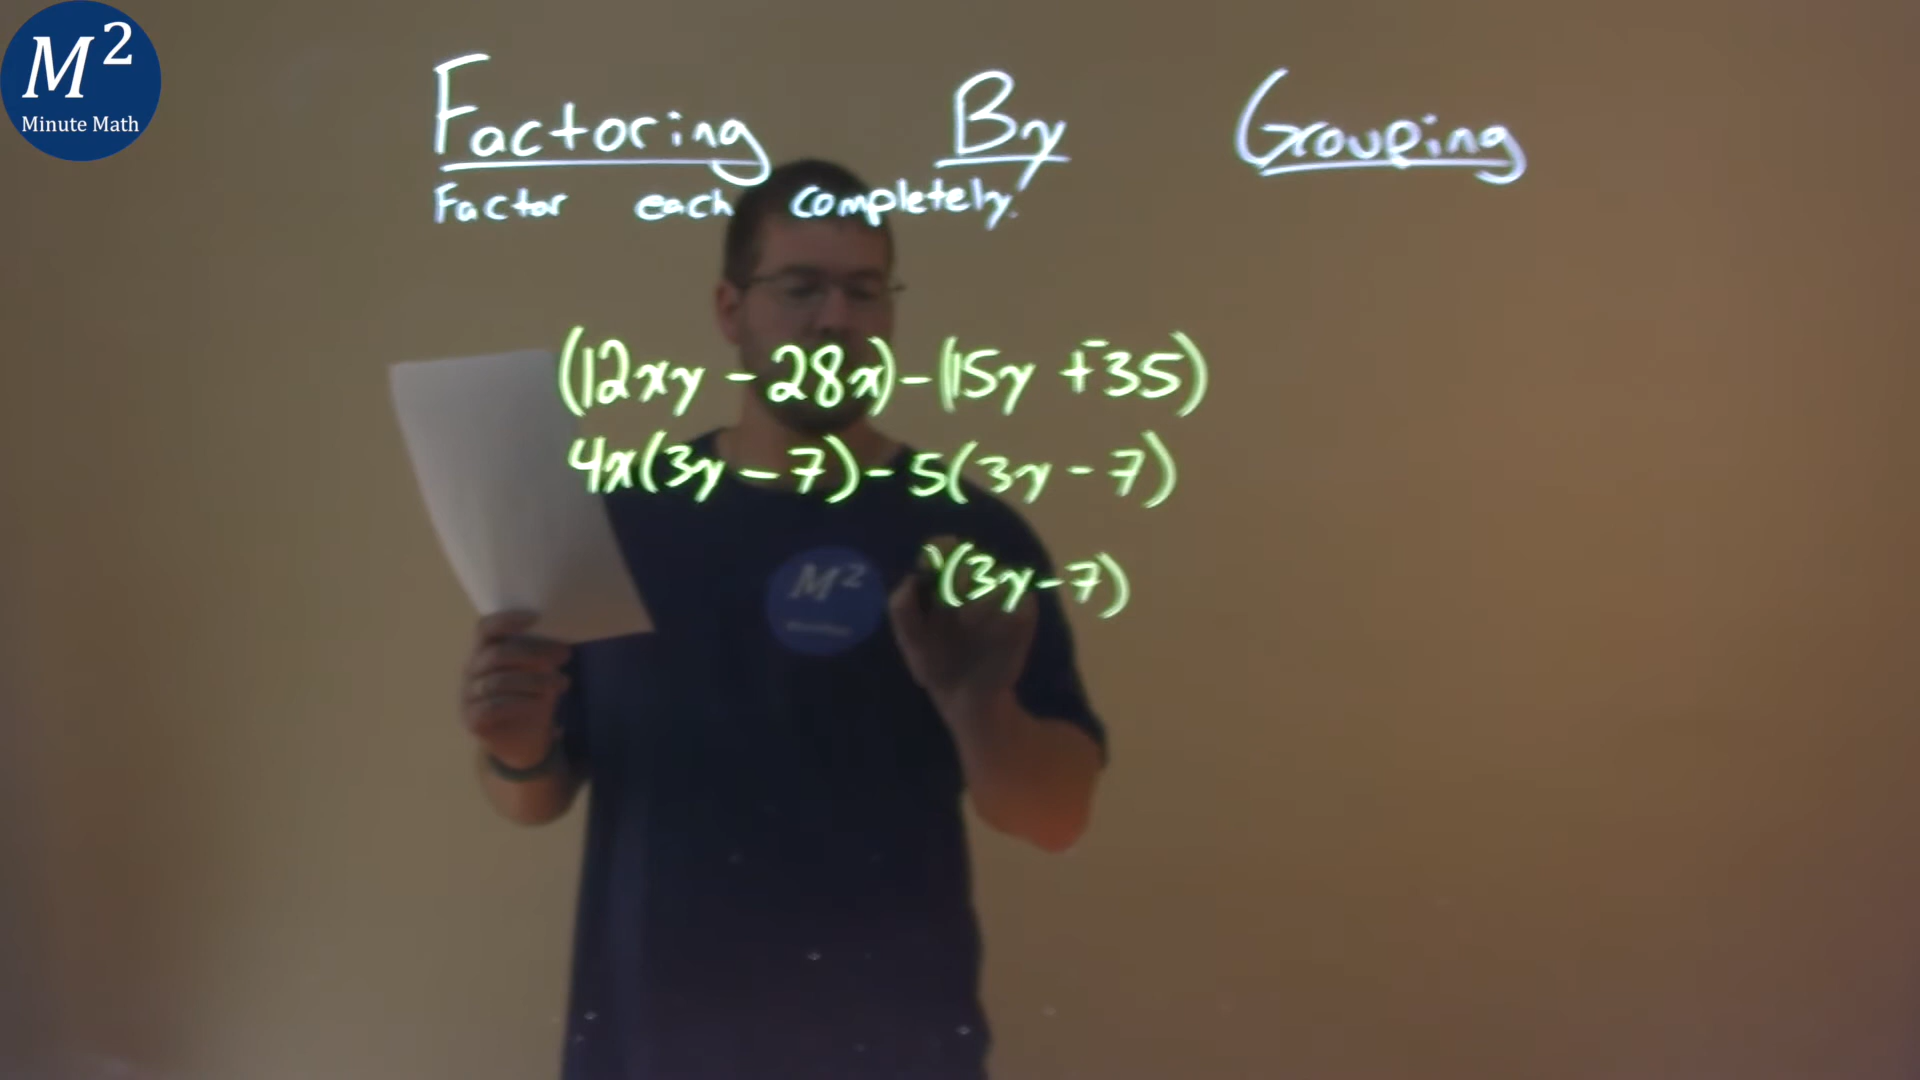 M²
Minute Math
Factoring By Grouping
Factor each completely.
(12xy - 28x) - (15y + -35)
4x(3y - 7) - 5(3y - 7)
)(3y - 7)
M²